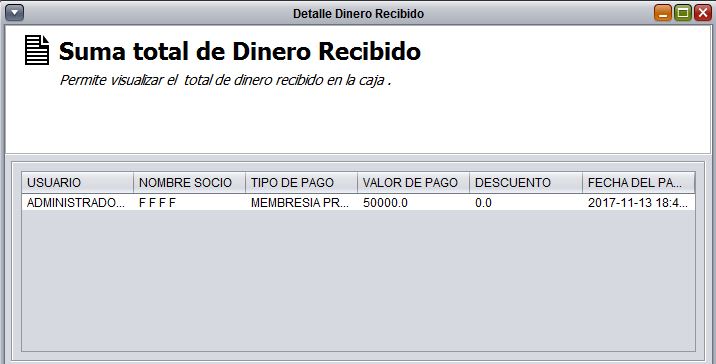 Detalle Dinero Recibido
Suma total de Dinero Recibido
Permite visualizar el total de dinero recibido en la caja .
USUARIO NOMBRE SOCIO TIPO DE PAGO VALOR DE PAGO DESCUENTO FECHA DEL PA...
ADMINISTRADO... F F F F MEMBRESIA PR... 50000.0 0.0 2017-11-13 18:4...